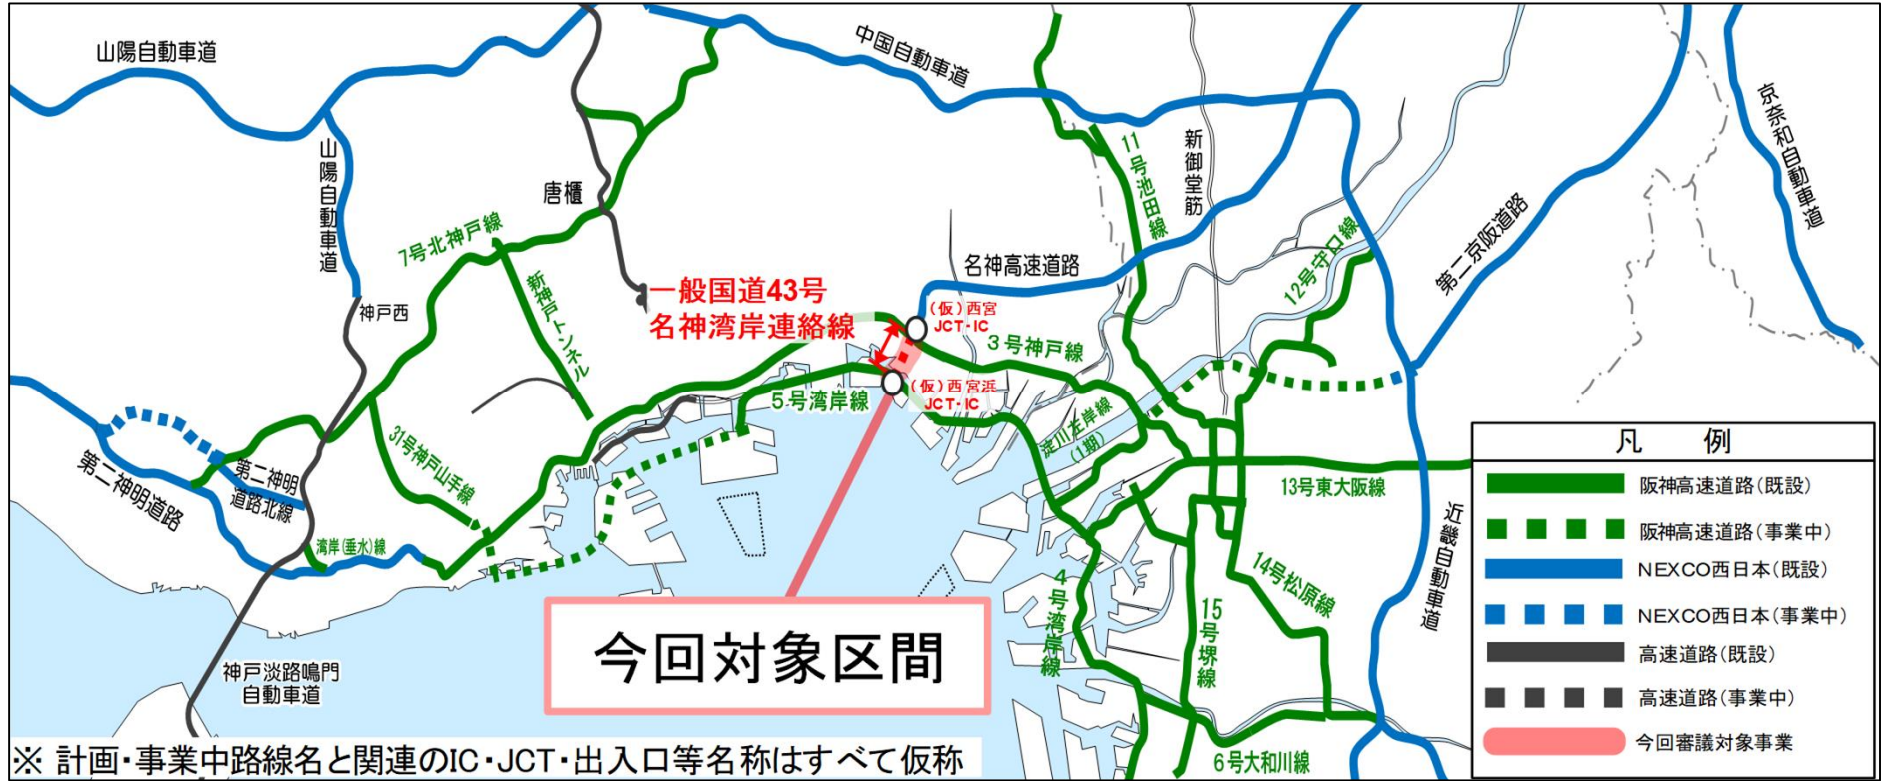 山陽自動車道
中国自動車道
山陽自動車道
唐櫃
7号北神戸線
新神戸トンネル
神戸西
一般国道43号
名神湾岸連絡線
名神高速道路
(仮)西宮
JCT・IC
3号神戸線
(仮)西宮浜
JCT・IC
5号湾岸線
11号池田線
新御堂筋
12号守口線
第二京阪道路
京奈和自動車道
淀川左岸線
(1期)
31号神戸山手線
第二神明
道路北線
第二神明道路
湾岸(垂水)線
神戸淡路鳴門
自動車道
今回対象区間
4号湾岸線
15号堺線
14号松原線
13号東大阪線
近畿自動車道
6号大和川線
凡 例
阪神高速道路(既設)
阪神高速道路(事業中)
NEXCO西日本(既設)
NEXCO西日本(事業中)
高速道路(既設)
高速道路(事業中)
今回審議対象事業
※ 計画・事業中路線名と関連のIC・JCT・出入口等名称はすべて仮称